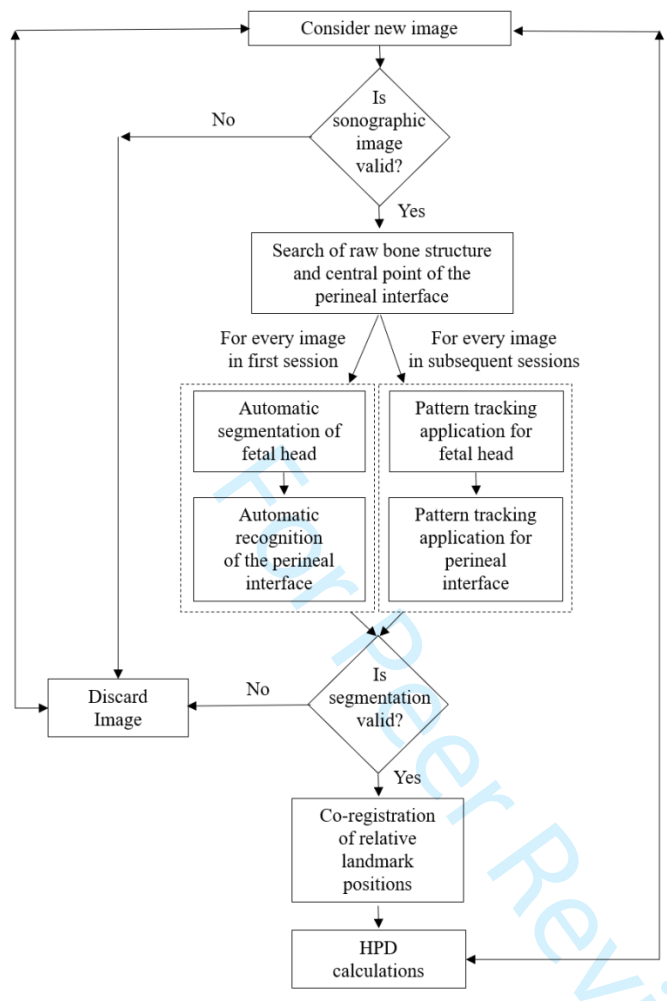 Consider new image
Is
sonographic
image
valid?
No
Yes
Search of raw bone structure
and central point of the
perineal interface
For every image
in first session
For every image
in subsequent sessions
Automatic
segmentation of
fetal head
Pattern tracking
application for
fetal head
Automatic
recognition
of the perineal
interface
Pattern tracking
application for
perineal
interface
Is
segmentation
valid?
No
Discard
Image
Yes
Co-registration
of relative
landmark
positions
HPD
calculations
For Peer Revi